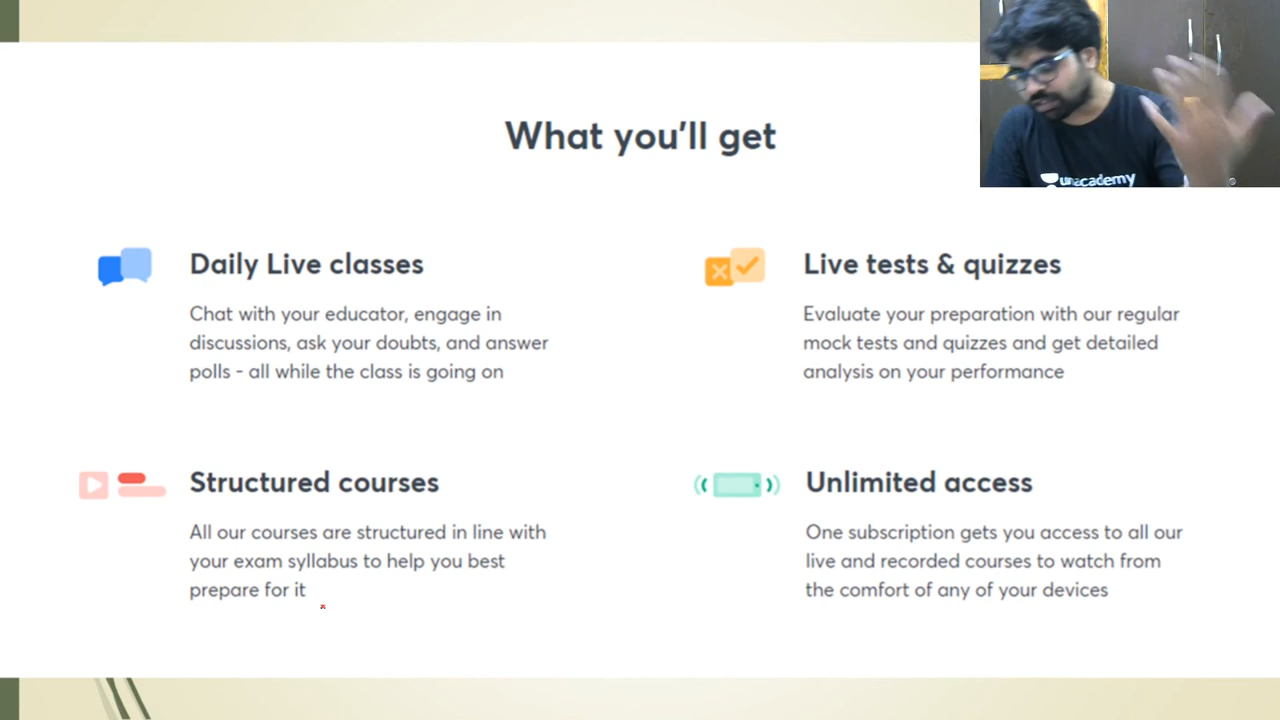 What you'll get
unacademy
Daily Live classes
Chat with your educator, engage in
discussions, ask your doubts, and answer
polls - all while the class is going on
Live tests & quizzes
Evaluate your preparation with our regular
mock tests and quizzes and get detailed
analysis on your performance
Structured courses
All our courses are structured in line with
your exam syllabus to help you best
prepare for it
Unlimited access
One subscription gets you access to all our
live and recorded courses to watch from
the comfort of any of your devices